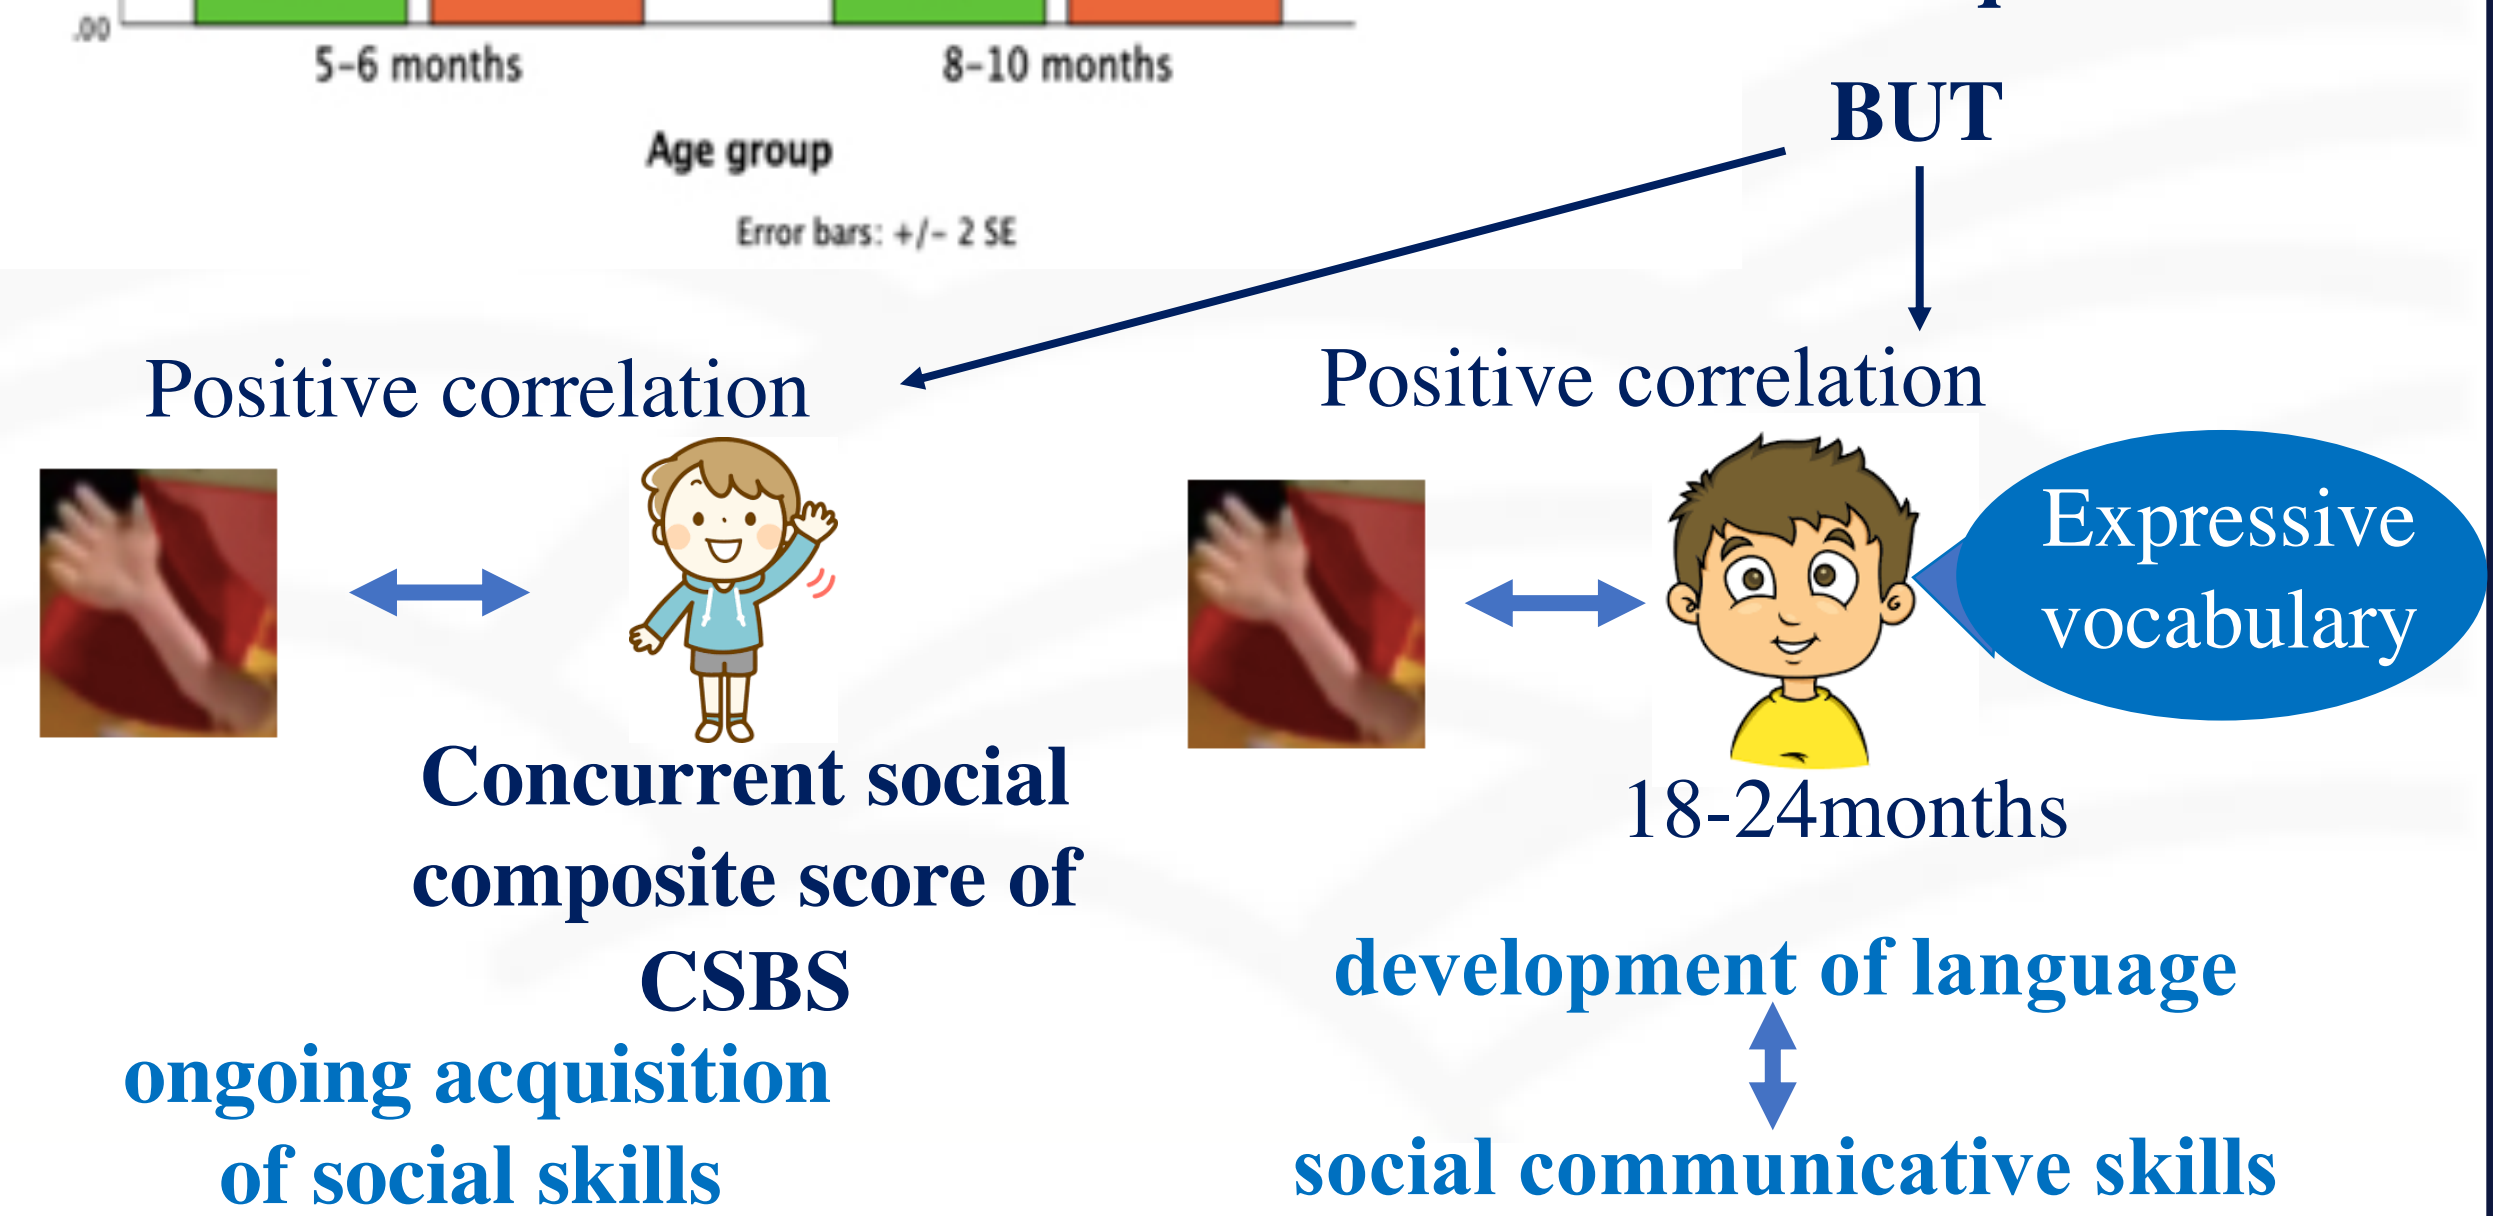 .00
5-6 months
8-10 months
Age group
Error bars: +/- 2 SE
BUT
Positive correlation
Concurrent social
composite score of
CSBS
ongoing acquisition
of social skills
Positive correlation
Expressive
vocabulary
18-24months
development of language
social communicative skills